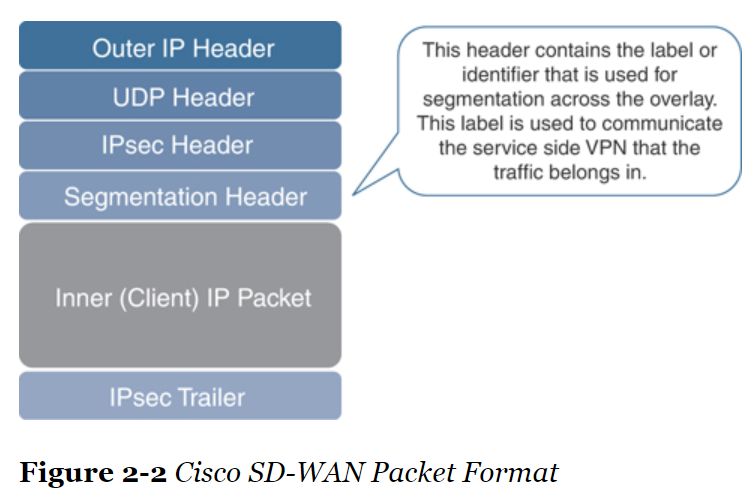 Outer IP Header
UDP Header
IPsec Header
Segmentation Header
Inner (Client) IP Packet
IPsec Trailer
This header contains the label or
identifier that is used for
segmentation across the overlay.
This label is used to communicate
the service side VPN that the
traffic belongs in.
Figure 2-2 Cisco SD-WAN Packet Format